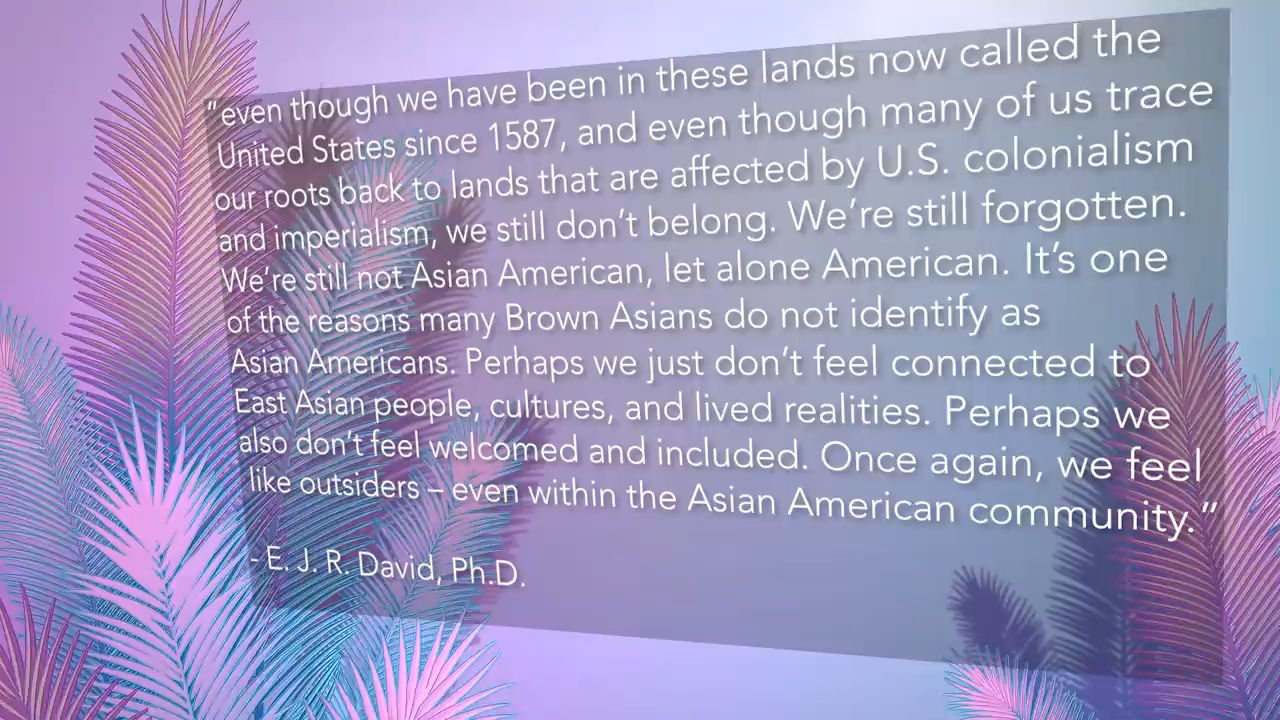 “even though we have been in these lands now called the
United States since 1587, and even though many of us trace
our roots back to lands that are affected by U.S. colonialism
and imperialism, we still don’t belong. We’re still forgotten.
We’re still not Asian American, let alone American. It’s one
of the reasons many Brown Asians do not identify as
Asian Americans. Perhaps we just don’t feel connected to
East Asian people, cultures, and lived realities. Perhaps we
also don’t feel welcomed and included. Once again, we feel
like outsiders – even within the Asian American community.”
- E. J. R. David, Ph.D.